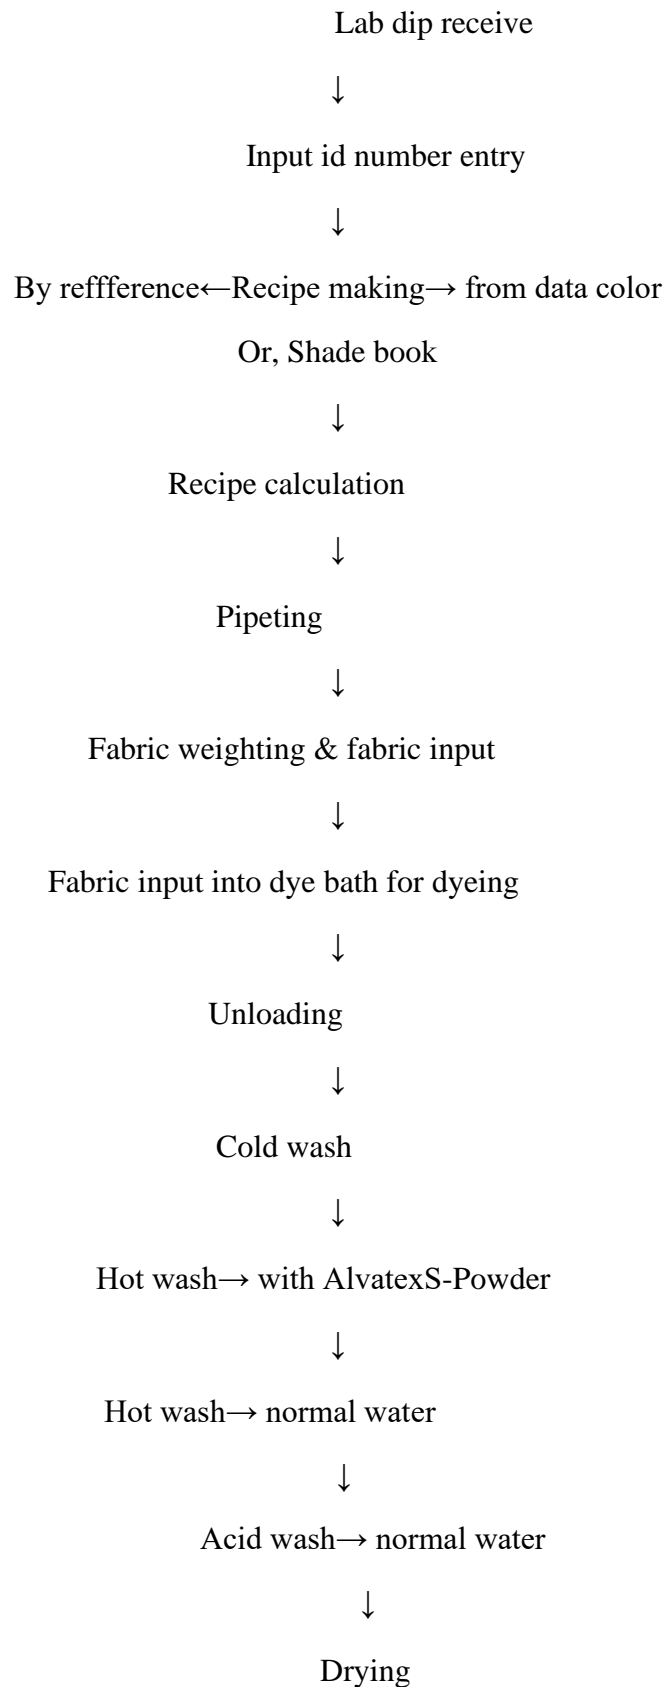 Lab dip receive
↓
Input id number entry
↓
By reffference←Recipe making→ from data color
Or, Shade book
↓
Recipe calculation
↓
Pipeting
↓
Fabric weighting & fabric input
↓
Fabric input into dye bath for dyeing
↓
Unloading
↓
Cold wash
↓
Hot wash→ with AlvatexS-Powder
↓
Hot wash→ normal water
↓
Acid wash→ normal water
↓
Drying